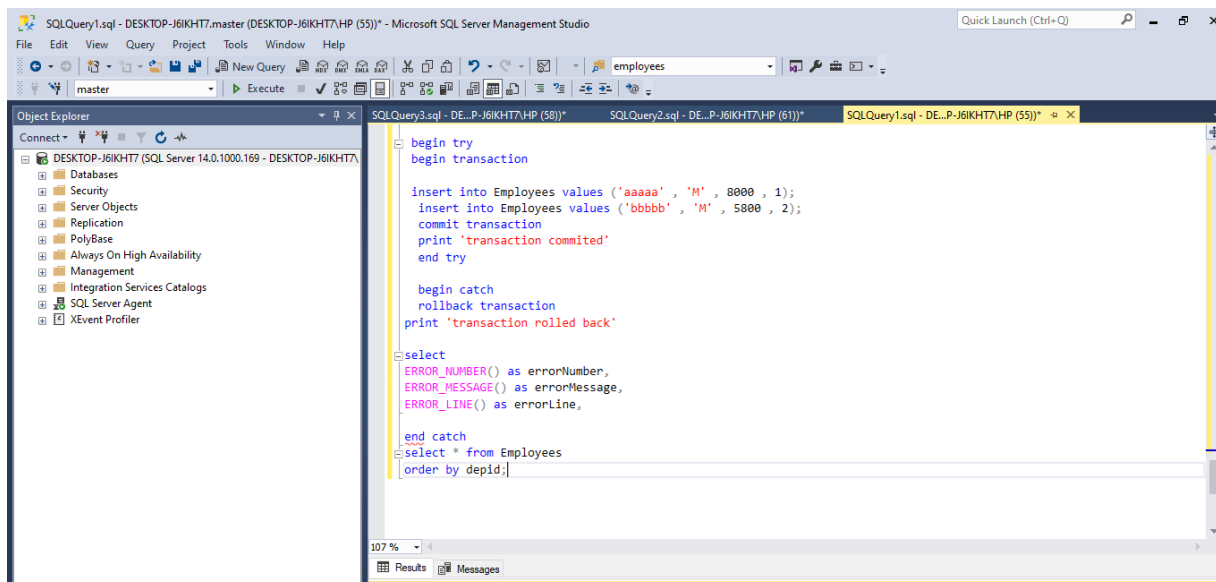 SQLQuery1.sql - DESKTOP-J6IKHT7.master (DESKTOP-J6IKHT7\HP (55))* - Microsoft SQL Server Management Studio
Quick Launch (Ctrl+Q)
File Edit View Query Project Tools Window Help
New Query MDX DMX XMLA DAX employees
master Execute
Object Explorer
Connect
DESKTOP-J6IKHT7 (SQL Server 14.0.1000.169 - DESKTOP-J6IKHT7\
Databases
Security
Server Objects
Replication
PolyBase
Always On High Availability
Management
Integration Services Catalogs
SQL Server Agent
XEvent Profiler
SQLQuery3.sql - DE...P-J6IKHT7\HP (58))* SQLQuery2.sql - DE...P-J6IKHT7\HP (61))* SQLQuery1.sql - DE...P-J6IKHT7\HP (55))*
begin try
begin transaction
insert into Employees values ('aaaaa' , 'M' , 8000 , 1);
insert into Employees values ('bbbbb' , 'M' , 5800 , 2);
commit transaction
print 'transaction commited'
end try
begin catch
rollback transaction
print 'transaction rolled back'
select
ERROR_NUMBER() as errorNumber,
ERROR_MESSAGE() as errorMessage,
ERROR_LINE() as errorLine,
end catch
select * from Employees
order by depid;
107 %
Results Messages